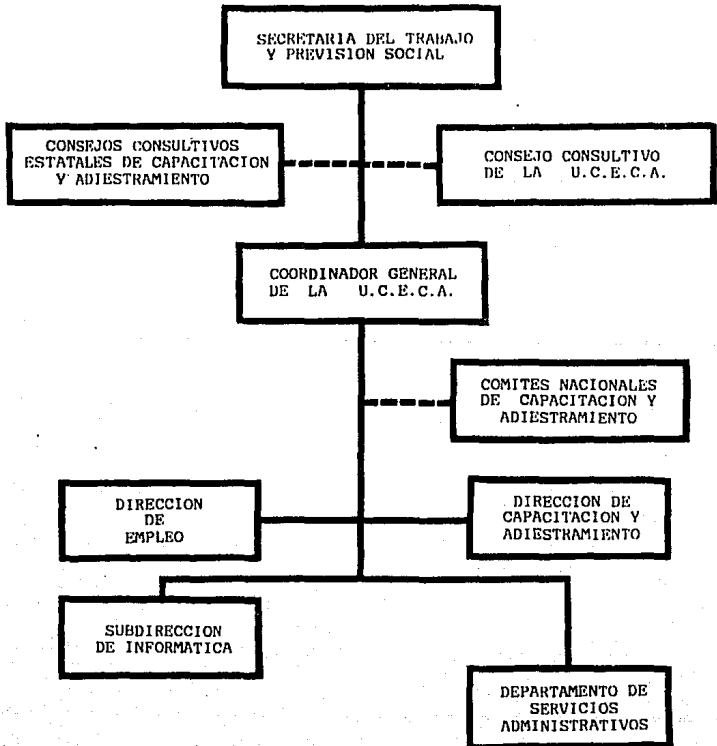 SECRETARIA DEL TRABAJO
Y PREVISION SOCIAL
CONSEJOS CONSULTIVOS
ESTATALES DE CAPACITACION
Y ADIESTRAMIENTO
CONSEJO CONSULTIVO
DE LA U.C.E.C.A.
COORDINADOR GENERAL
DE LA U.C.E.C.A.
COMITES NACIONALES
DE CAPACITACION Y
ADIESTRAMIENTO
DIRECCION
DE
EMPLEO
DIRECCION DE
CAPACITACION Y
ADIESTRAMIENTO
SUBDIRECCION
DE INFORMATICA
DEPARTAMENTO DE
SERVICIOS
ADMINISTRATIVOS